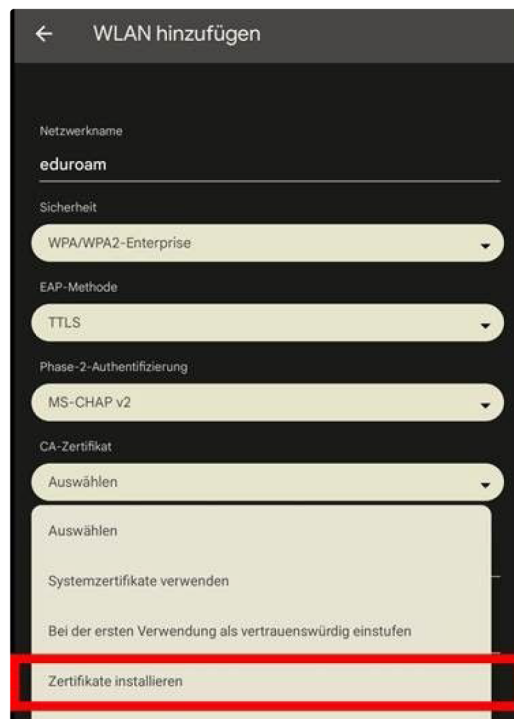 WLAN hinzufügen
Netzwerkname
eduroam
Sicherheit
WPA/WPA2-Enterprise
EAP-Methode
TTLS
Phase-2-Authentifizierung
MS-CHAP v2
CA-Zertifikat
Auswählen
Auswählen
Systemzertifikate verwenden
Bei der ersten Verwendung als vertrauenswürdig einstufen
Zertifikate installieren